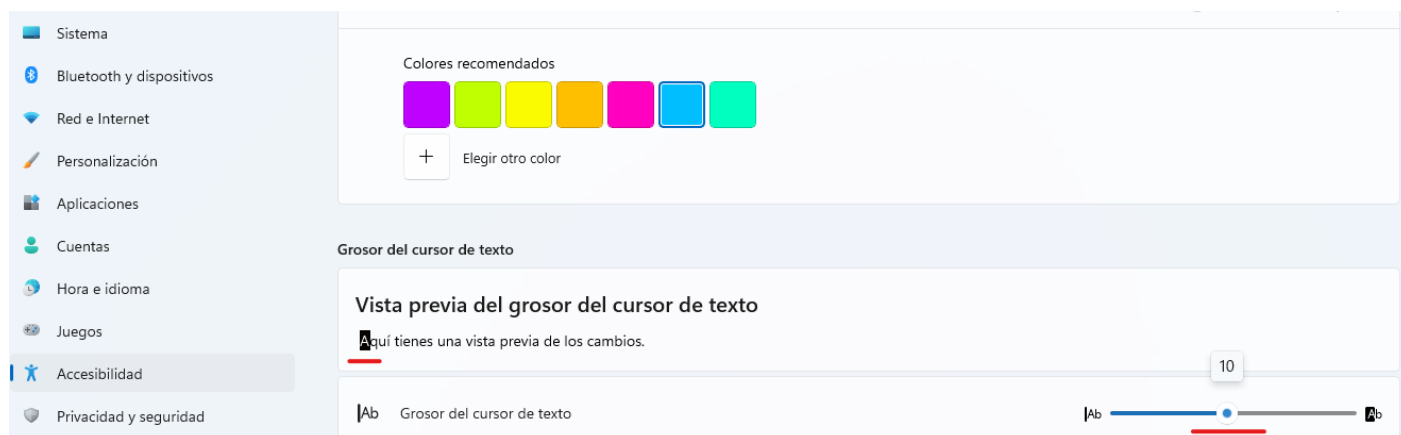 Sistema
Bluetooth y dispositivos
Red e Internet
Personalización
Aplicaciones
Cuentas
Hora e idioma
Juegos
Accesibilidad
Privacidad y seguridad
Colores recomendados
+ Elegir otro color
Grosor del cursor de texto
Vista previa del grosor del cursor de texto
Aquí tienes una vista previa de los cambios.
10
Ab Grosor del cursor de texto Ab Ab